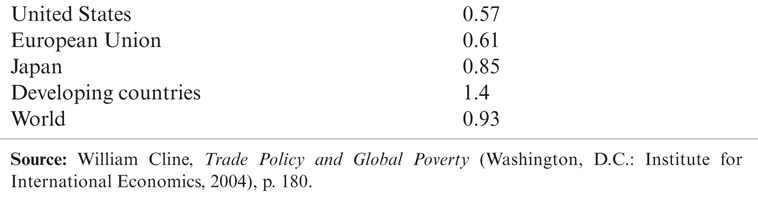 United States 0.57
European Union 0.61
Japan 0.85
Developing countries 1.4
World 0.93
Source: William Cline, Trade Policy and Global Poverty (Washington, D.C.: Institute for
International Economics, 2004), p. 180.